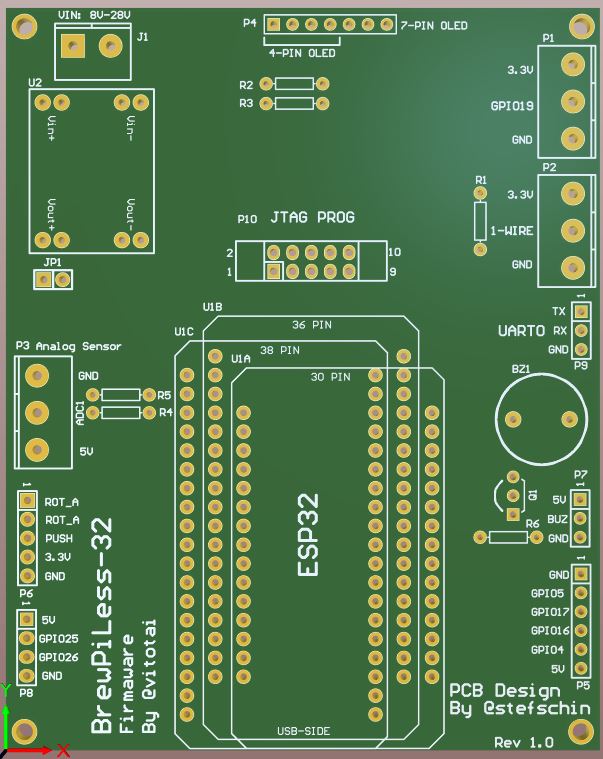 VIN: 8V-28V
J1
P4
7-PIN OLED
4-PIN OLED
P1
3.3V
GPIO19
GND
U2
Vin+
Vin-
Vout+
Vout-
R2
R3
P2
R1
3.3V
1-WIRE
GND
P10 JTAG PROG
2
10
1
9
JP1
U1B
36 PIN
U1C
38 PIN
U1A
30 PIN
1
TX
UART0
RX
GND
P9
P3 Analog Sensor
GND
ADC1
R5
R4
5V
BZ1
1
ROT_A
ROT_A
PUSH
3.3V
GND
P6
P7
1
5V
BUZ
GND
Q1
R6
ESP32
1
5V
GPIO25
GPIO26
GND
P8
BrewPiLess-32
Firmaware
By @vitotai
1
GND
GPIO5
GPIO17
GPIO16
GPIO4
5V
P5
USB-SIDE
PCB Design
By @stefschin
Rev 1.0
Y
X